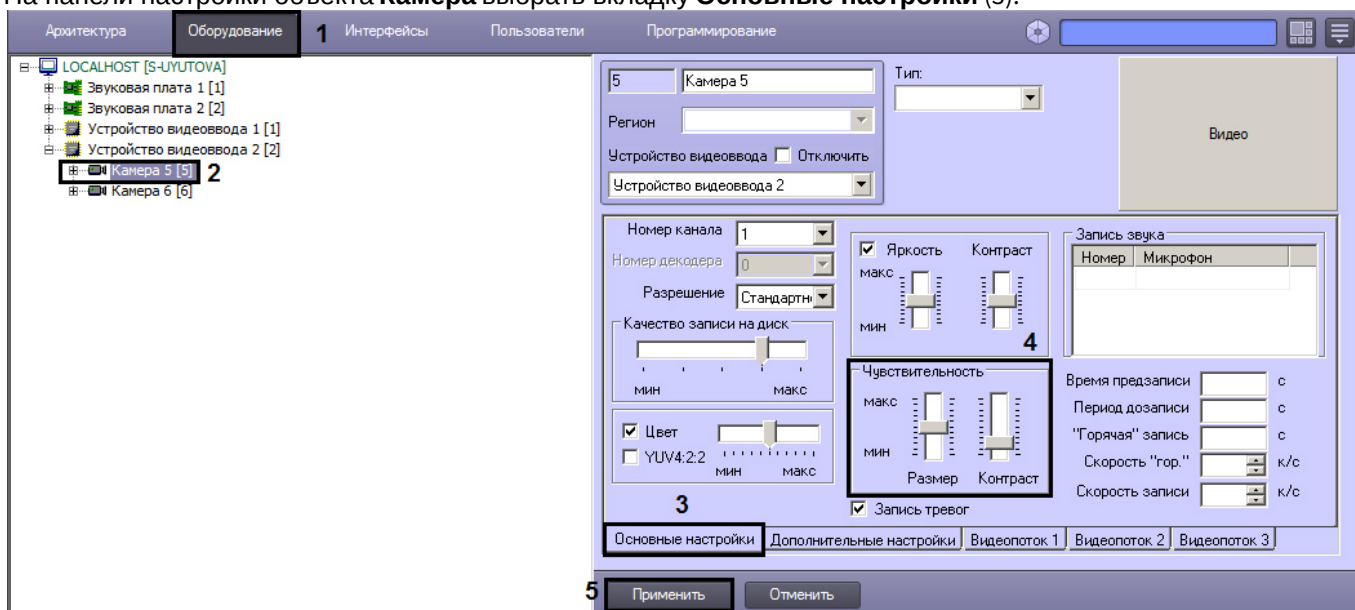 На панели настройки объекта Камера выбрать вкладку Основные настройки (3).
Архитектура Оборудование 1 Интерфейсы Пользователи Программирование
LOCALHOST [S-UYUTOVA]
Звуковая плата 1 [1]
Звуковая плата 2 [2]
Устройство видеоввода 1 [1]
Устройство видеоввода 2 [2]
Камера 5 [5] 2
Камера 6 [6]
5 Камера 5
Тип:
Регион
Устройство видеоввода Отключить
Устройство видеоввода 2
Видео
Номер канала 1
Номер декодера 0
Разрешение Стандартн
Качество записи на диск
мин макс
Цвет
YUV4:2:2
мин макс
3
Яркость Контраст
макс
мин
4
Чувствительность
макс
мин
Размер Контраст
Запись тревог
Запись звука
Номер Микрофон
Время предзаписи с
Период дозаписи с
"Горячая" запись с
Скорость "гор." к/с
Скорость записи к/с
Основные настройки Дополнительные настройки Видеопоток 1 Видеопоток 2 Видеопоток 3
5 Применить Отменить